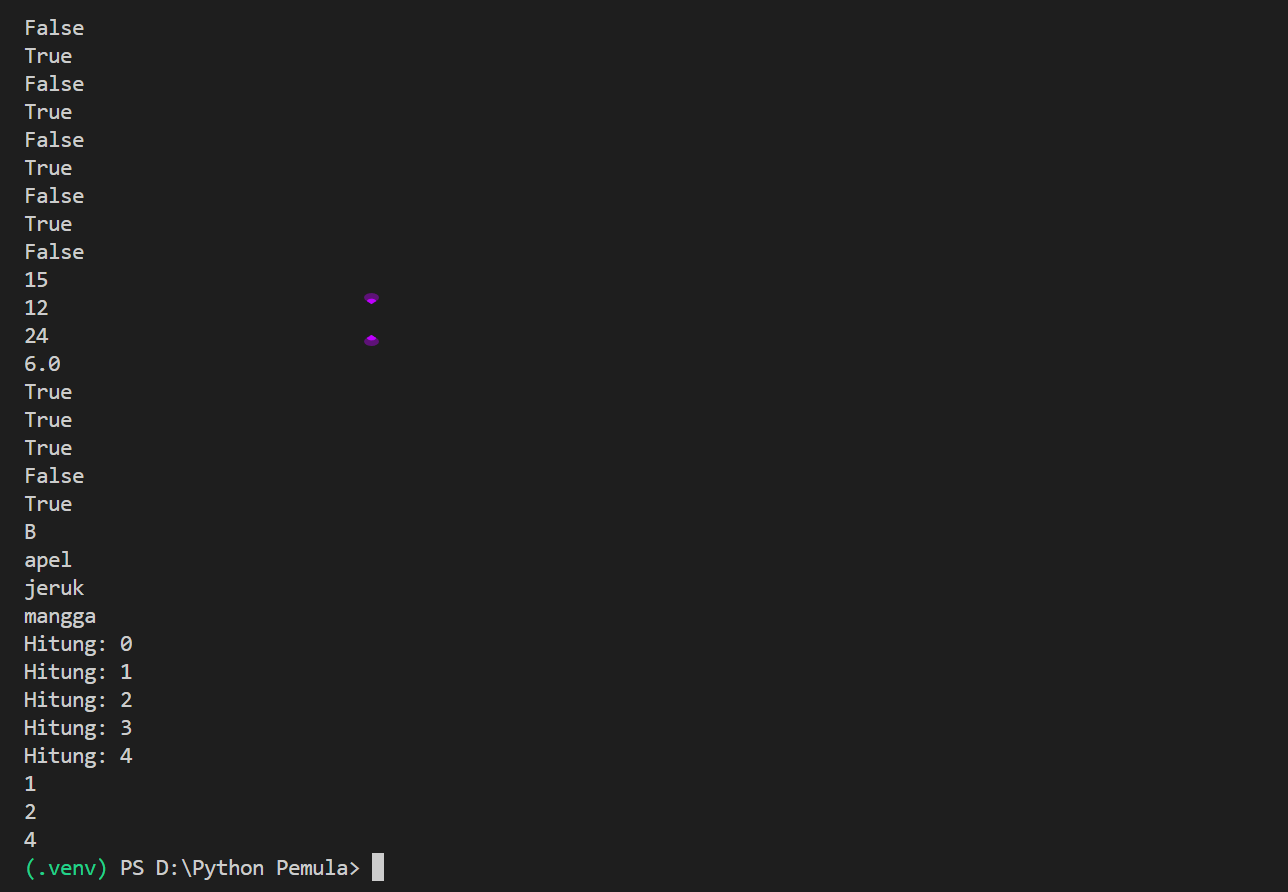 False
True
False
True
False
True
False
True
False
15
12
24
6.0
True
True
True
False
True
B
apel
jeruk
mangga
Hitung: 0
Hitung: 1
Hitung: 2
Hitung: 3
Hitung: 4
1
2
4
(.venv) PS D:\Python Pemula>